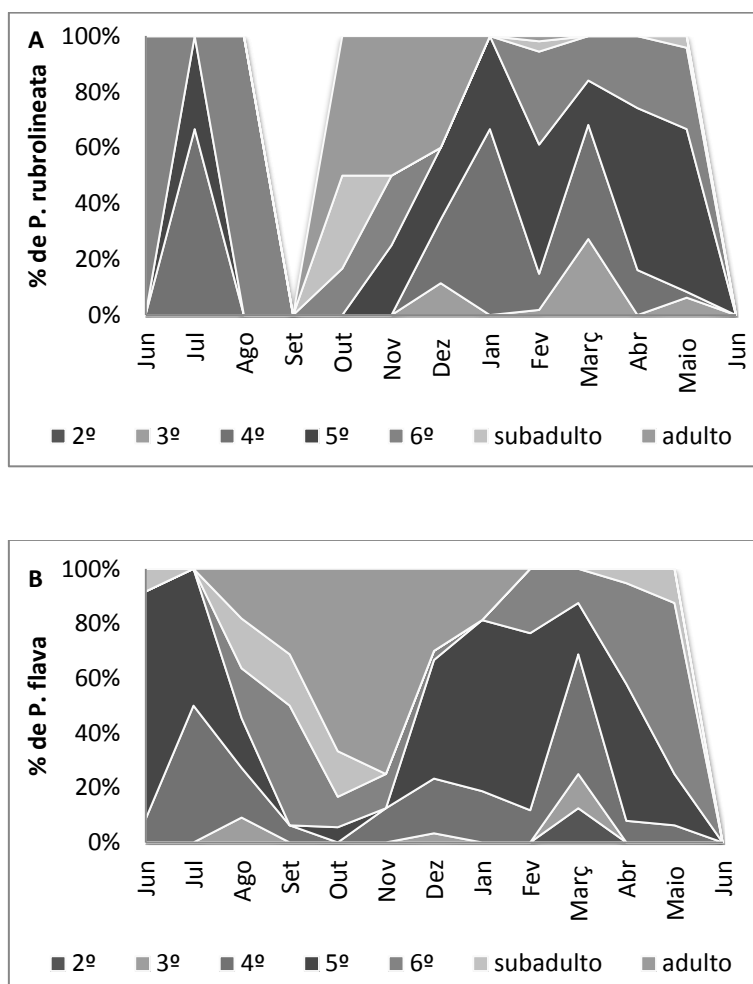 A
100%
80%
60%
40%
20%
0%
% de P. rubrolineata
Jun Jul Ago Set Out Nov Dez Jan Fev Març Abr Maio Jun
2º 3º 4º 5º 6º subadulto adulto
B
100%
80%
60%
40%
20%
0%
% de P. flava
Jun Jul Ago Set Out Nov Dez Jan Fev Març Abr Maio Jun
2º 3º 4º 5º 6º subadulto adulto